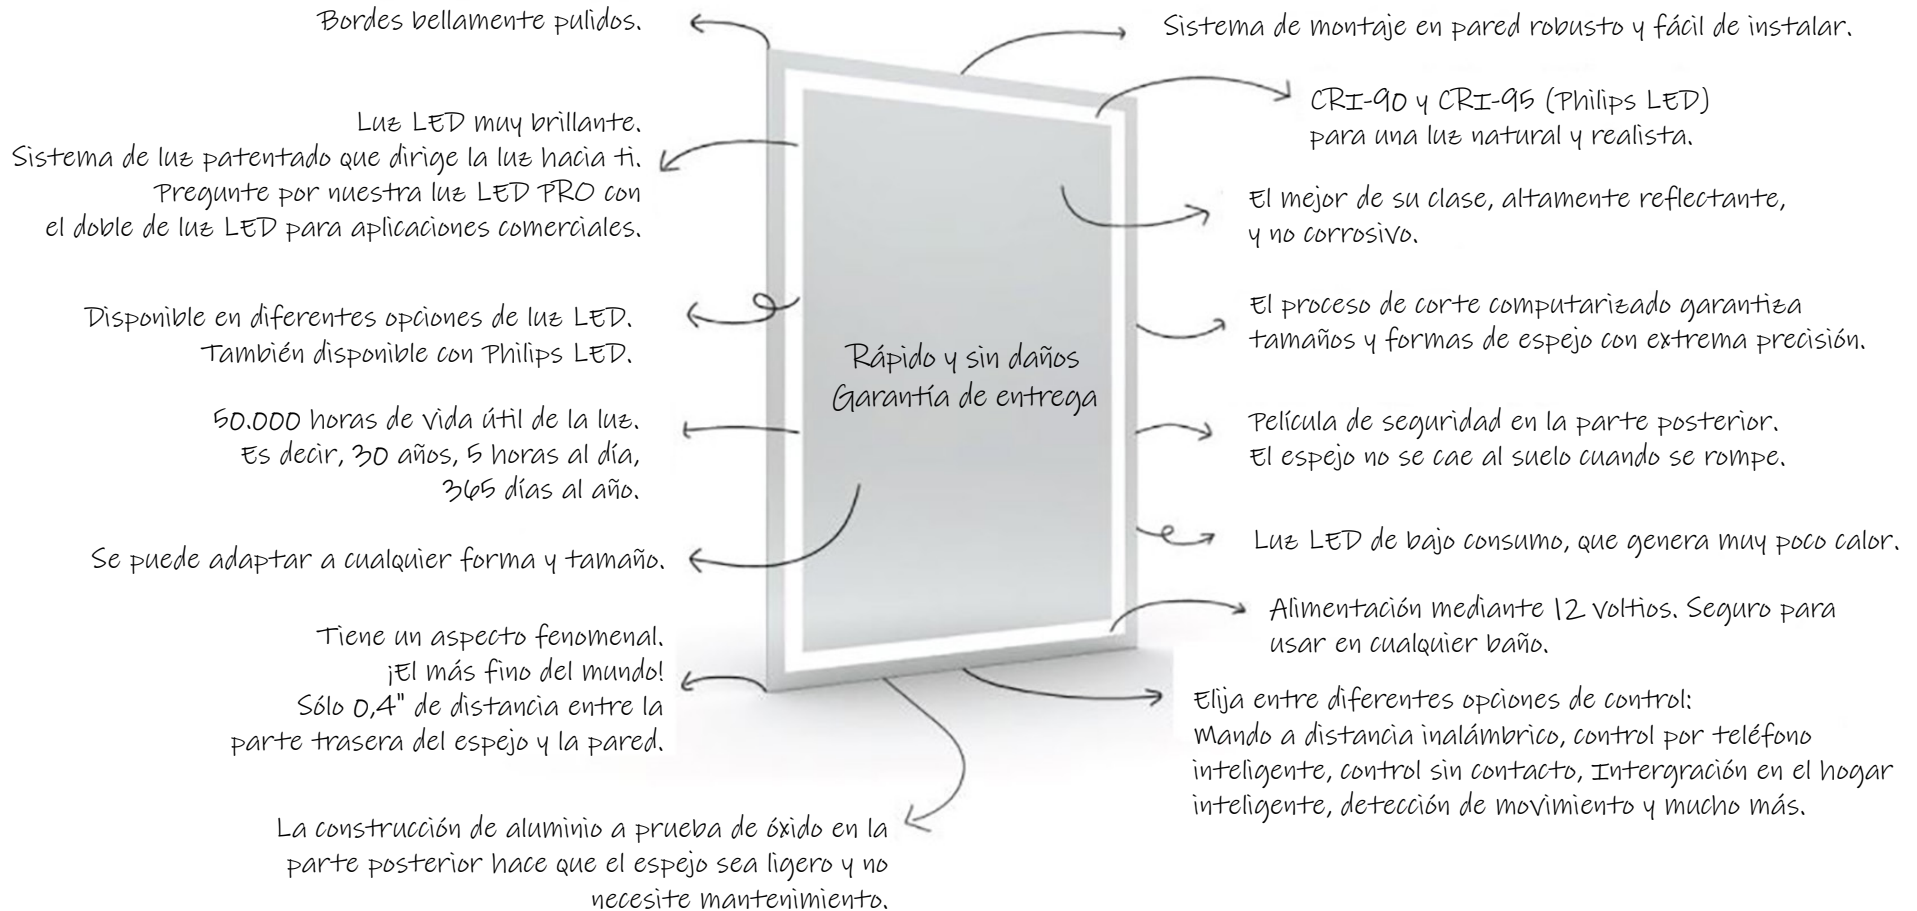 Bordes bellamente pulidos.
Luz LED muy brillante.
Sistema de luz patentado que dirige la luz hacia ti.
Pregunte por nuestra luz LED PRO con
el doble de luz LED para aplicaciones comerciales.
Disponible en diferentes opciones de luz LED.
También disponible con Philips LED.
50.000 horas de vida útil de la luz.
Es decir, 30 años, 5 horas al día,
365 días al año.
Se puede adaptar a cualquier forma y tamaño.
Tiene un aspecto fenomenal.
¡El más fino del mundo!
Sólo 0,4" de distancia entre la
parte trasera del espejo y la pared.
La construcción de aluminio a prueba de óxido en la
parte posterior hace que el espejo sea ligero y no
necesite mantenimiento.
Rápido y sin daños
Garantía de entrega
Sistema de montaje en pared robusto y fácil de instalar.
CRI-90 y CRI-95 (Philips LED)
para una luz natural y realista.
El mejor de su clase, altamente reflectante,
y no corrosivo.
El proceso de corte computarizado garantiza
tamaños y formas de espejo con extrema precisión.
Película de seguridad en la parte posterior.
El espejo no se cae al suelo cuando se rompe.
Luz LED de bajo consumo, que genera muy poco calor.
Alimentación mediante 12 voltios. Seguro para
usar en cualquier baño.
Elija entre diferentes opciones de control:
Mando a distancia inalámbrico, control por teléfono
inteligente, control sin contacto, Intergración en el hogar
inteligente, detección de movimiento y mucho más.